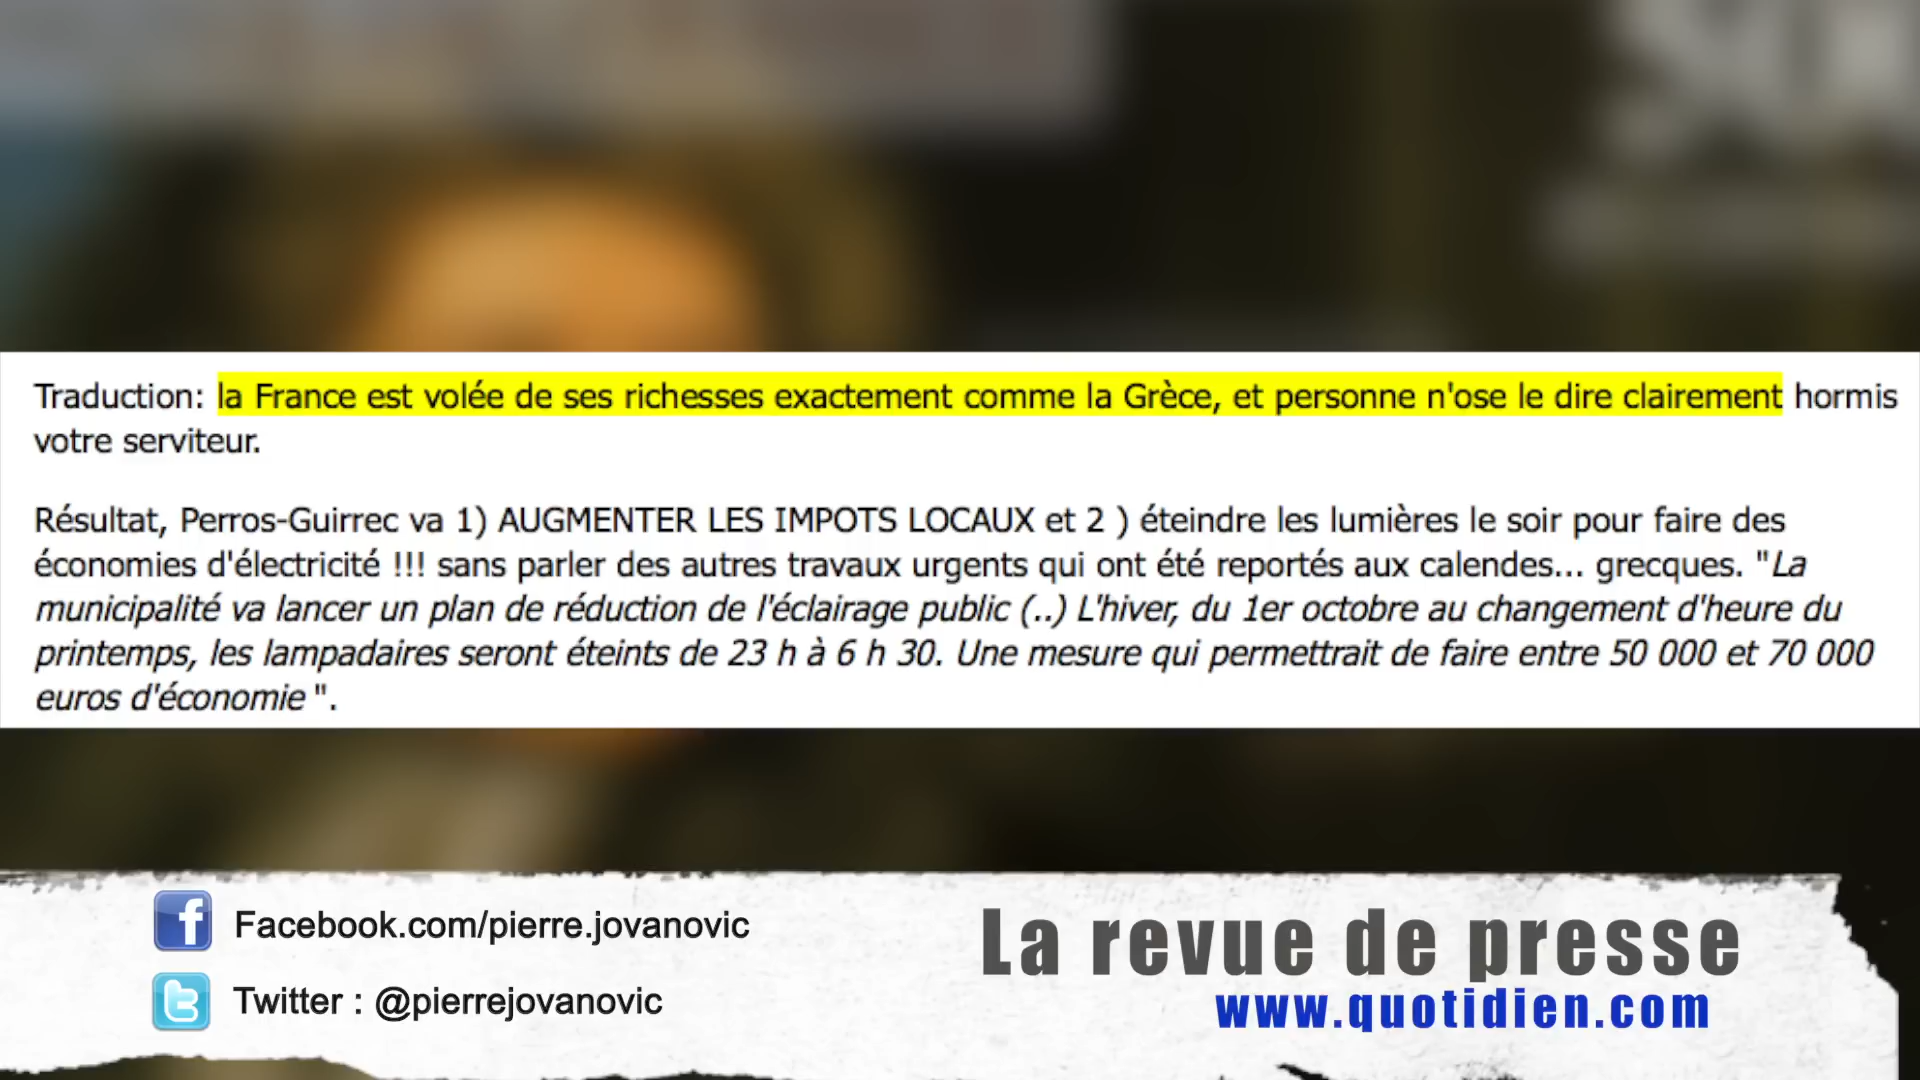 Traduction: la France est volée de ses richesses exactement comme la Grèce, et personne n'ose le dire clairement hormis
votre serviteur.
Résultat, Perros-Guirrec va 1) AUGMENTER LES IMPOTS LOCAUX et 2 ) éteindre les lumières le soir pour faire des
économies d'électricité !!! sans parler des autres travaux urgents qui ont été reportés aux calendes... grecques. "La
municipalité va lancer un plan de réduction de l'éclairage public (..) L'hiver, du 1er octobre au changement d'heure du
printemps, les lampadaires seront éteints de 23 h à 6 h 30. Une mesure qui permettrait de faire entre 50 000 et 70 000
euros d'économie ".
Facebook.com/pierre.jovanovic
Twitter : @pierrejovanovic
La revue de presse
www.quotidien.com